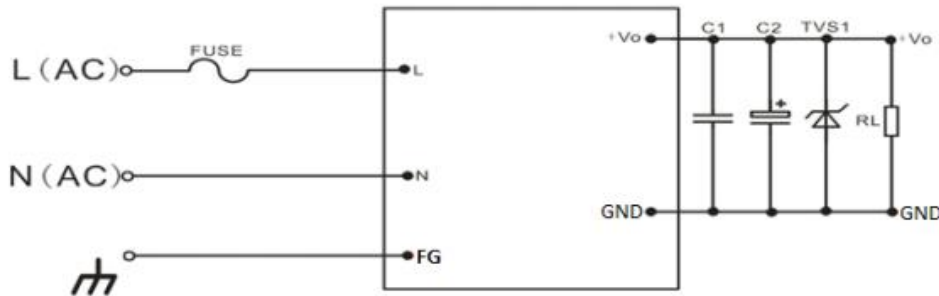 FUSE
L(AC)
L
N(AC)
N
FG
+Vo
C1
C2
TVS1
+Vo
+
RL
GND
GND